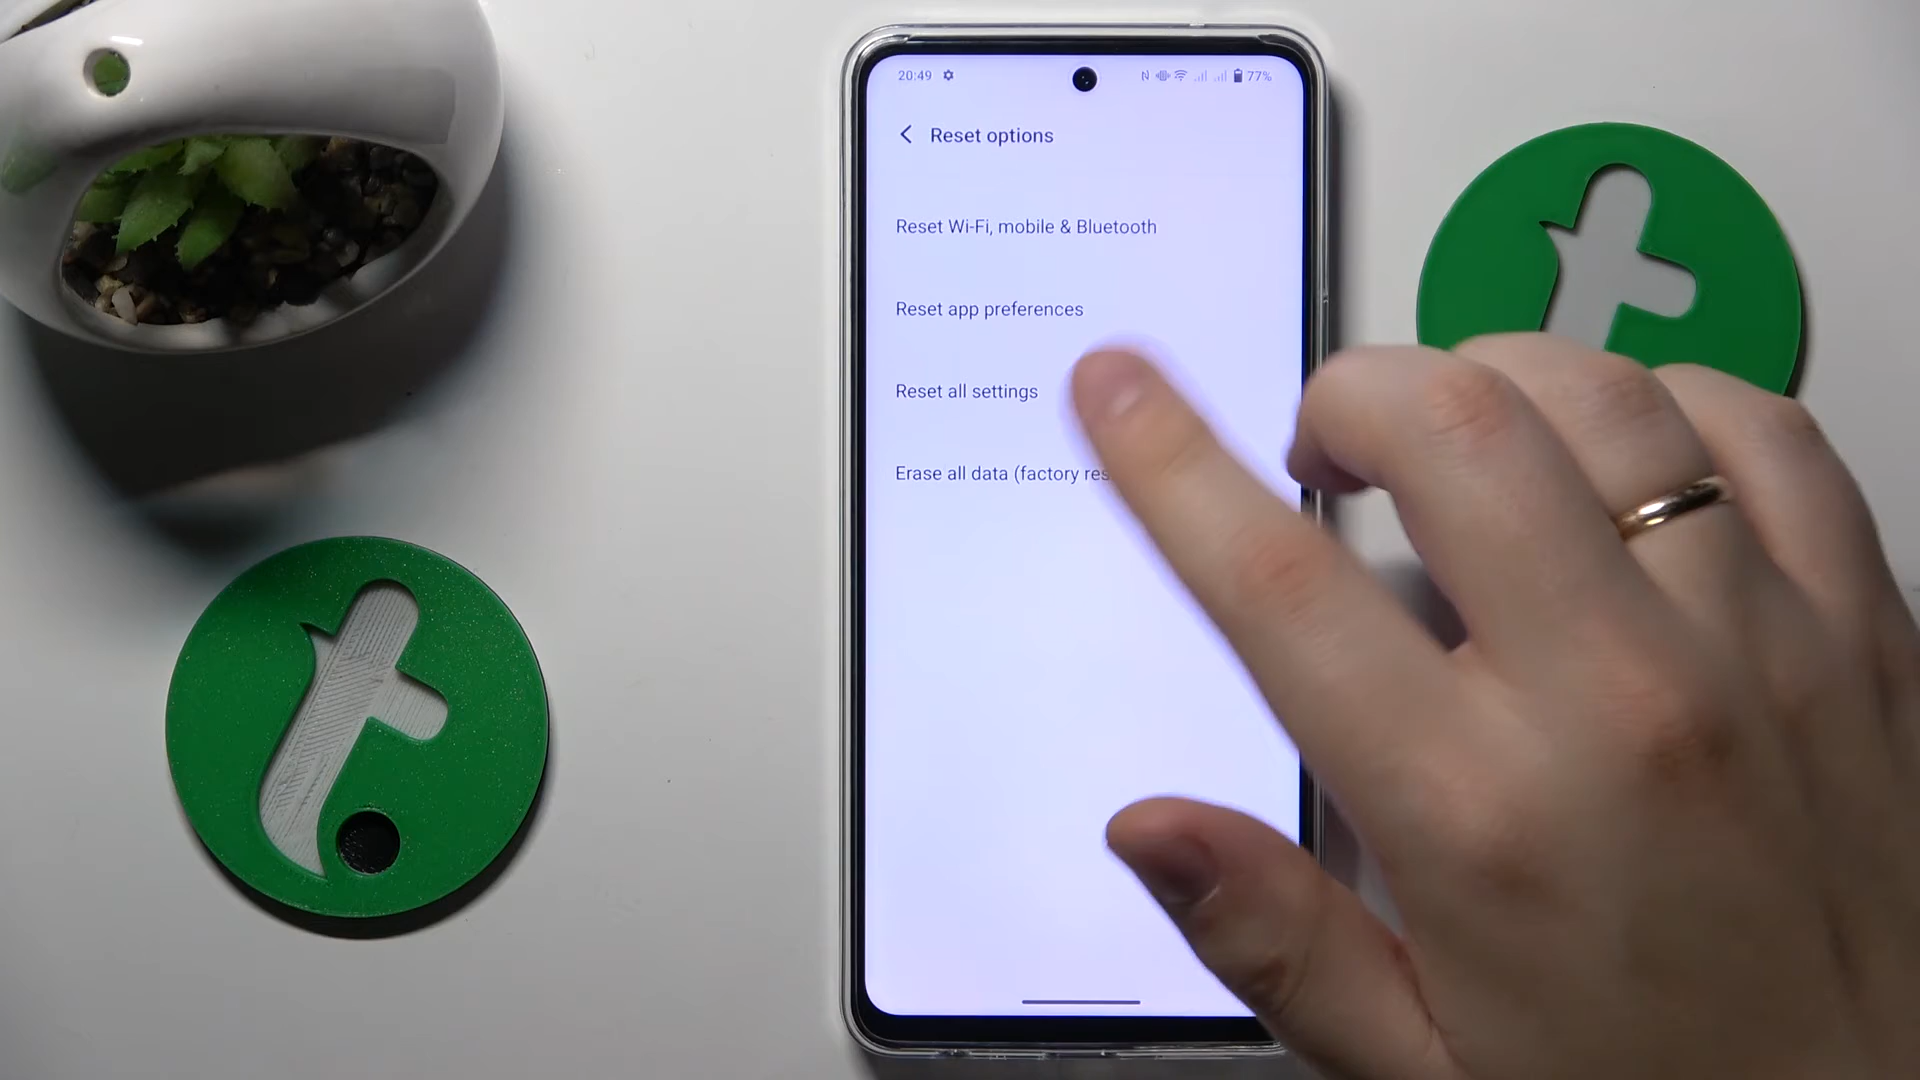 20:49
77%
Reset options
Reset Wi-Fi, mobile & Bluetooth
Reset app preferences
Reset all settings
Erase all data (factory res